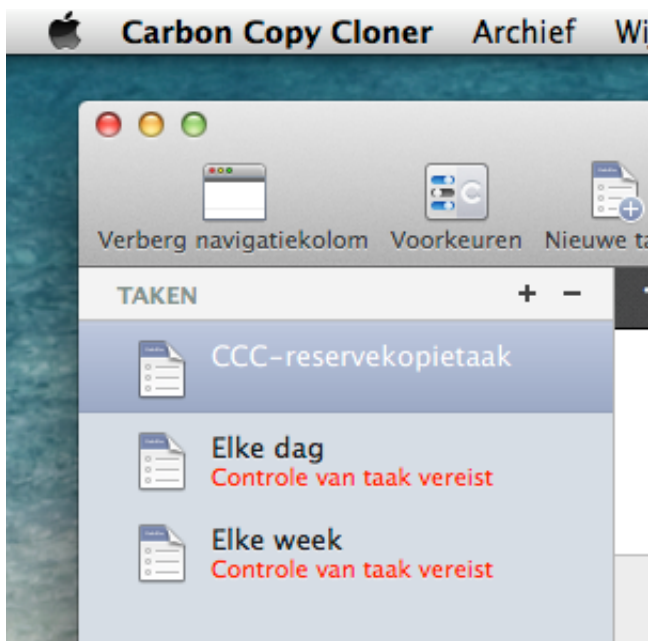 Carbon Copy Cloner Archief
Verberg navigatiekolom Voorkeuren Nieuwe
TAKEN
CCC-reservekopietaak
Elke dag
Controle van taak vereist
Elke week
Controle van taak vereist